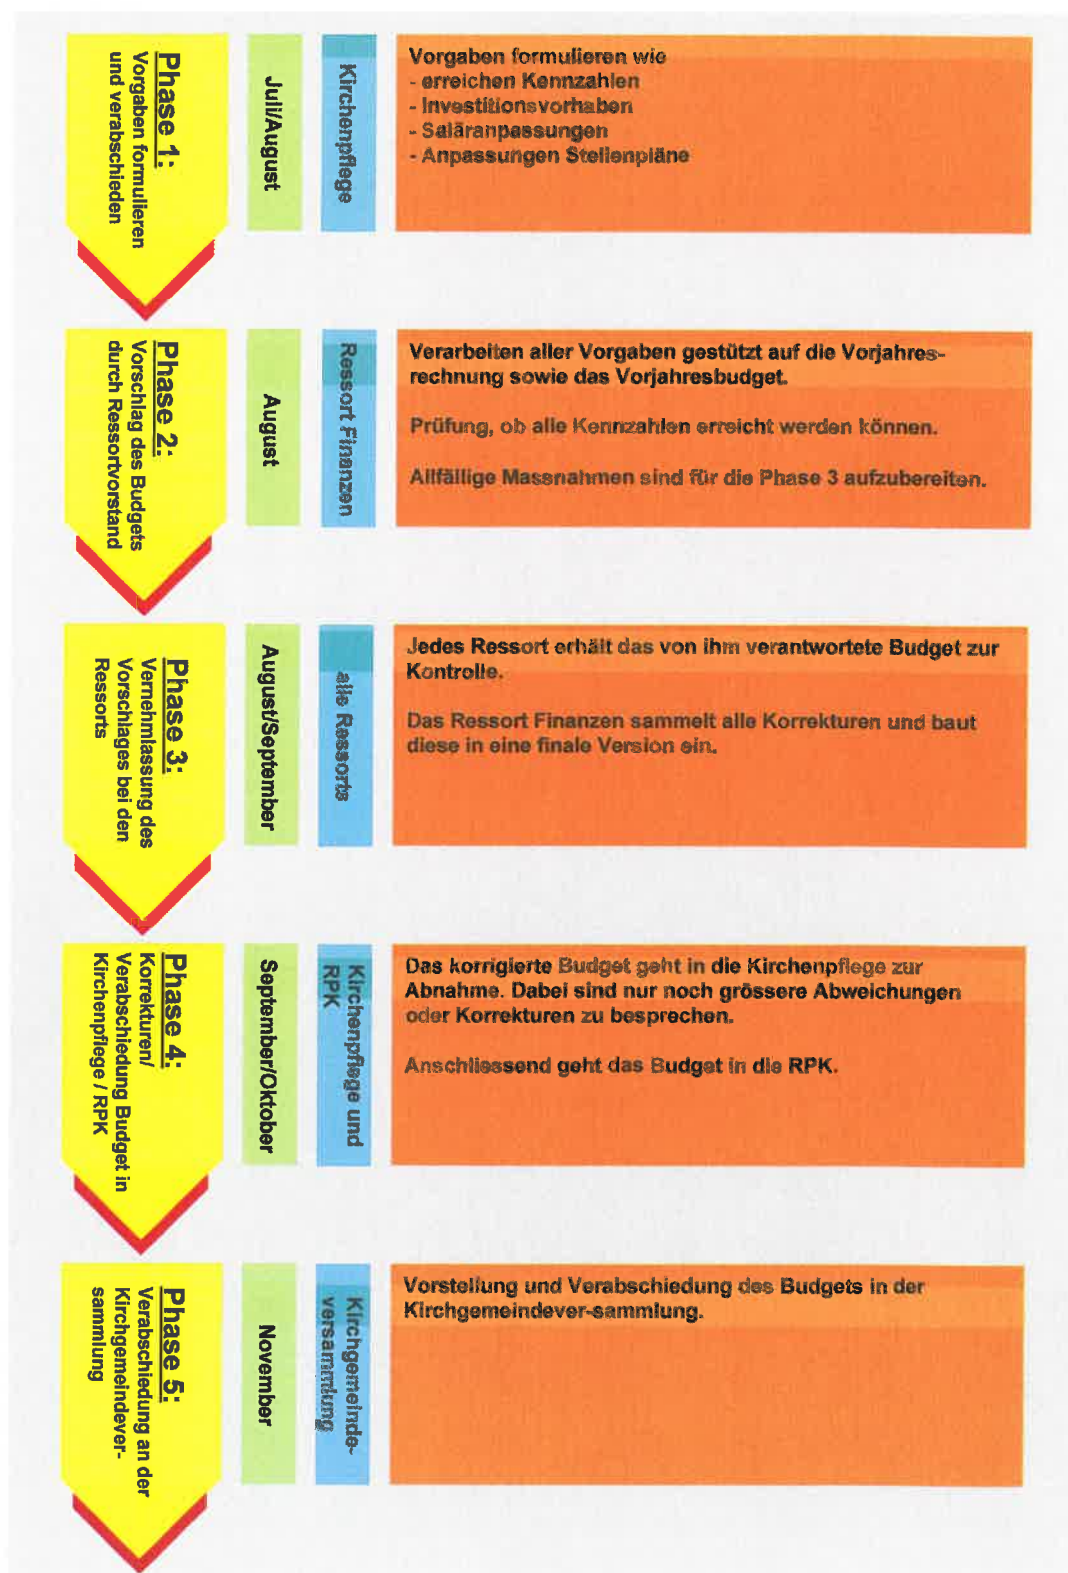 Phase 1:
Vorgaben formulieren
und verabschieden
Juli/August
Kirchenpflege
Vorgaben formulieren wie
- erreichen Kennzahlen
- Investitionsvorhaben
- Saläranpassungen
- Anpassungen Stellenpläne
Phase 2:
Vorschlag des Budgets
durch Ressortvorstand
August
Ressort Finanzen
Verarbeiten aller Vorgaben gestützt auf die Vorjahres-
rechnung sowie das Vorjahresbudget.
Prüfung, ob alle Kennzahlen erreicht werden können.
Allfällige Massnahmen sind für die Phase 3 aufzubereiten.
Phase 3:
Vernehmlassung des
Vorschlages bei den
Ressorts
August/September
alle Ressorts
Jedes Ressort erhält das von ihm verantwortete Budget zur
Kontrolle.
Das Ressort Finanzen sammelt alle Korrekturen und baut
diese in eine finale Version ein.
Phase 4:
Korrekturen/
Verabschiedung Budget in
Kirchenpflege / RPK
September/Oktober
Kirchenpflege und
RPK
Das korrigierte Budget geht in die Kirchenpflege zur
Abnahme. Dabei sind nur noch grössere Abweichungen
oder Korrekturen zu besprechen.
Anschliessend geht das Budget in die RPK.
Phase 5:
Verabschiedung an der
Kirchgemeindever-
sammlung
November
Kirchgemeinde-
versammlung
Vorstellung und Verabschiedung des Budgets in der
Kirchgemeindever-sammlung.